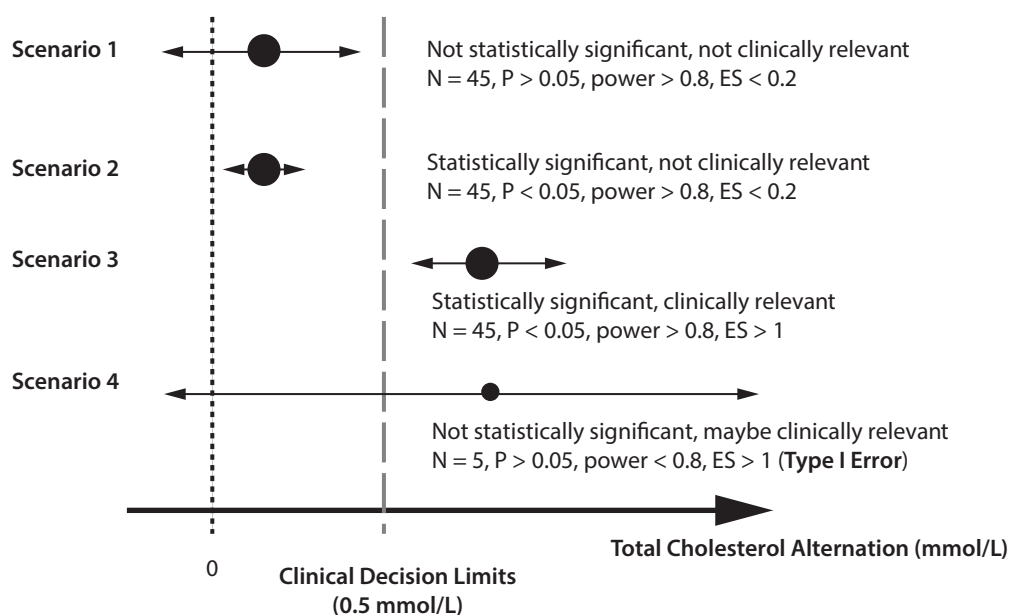 Scenario 1
Not statistically significant, not clinically relevant
N = 45, P > 0.05, power > 0.8, ES < 0.2
Scenario 2
Statistically significant, not clinically relevant
N = 45, P < 0.05, power > 0.8, ES < 0.2
Scenario 3
Statistically significant, clinically relevant
N = 45, P < 0.05, power > 0.8, ES > 1
Scenario 4
Not statistically significant, maybe clinically relevant
N = 5, P > 0.05, power < 0.8, ES > 1 (Type I Error)
Total Cholesterol Alternation (mmol/L)
0
Clinical Decision Limits
(0.5 mmol/L)